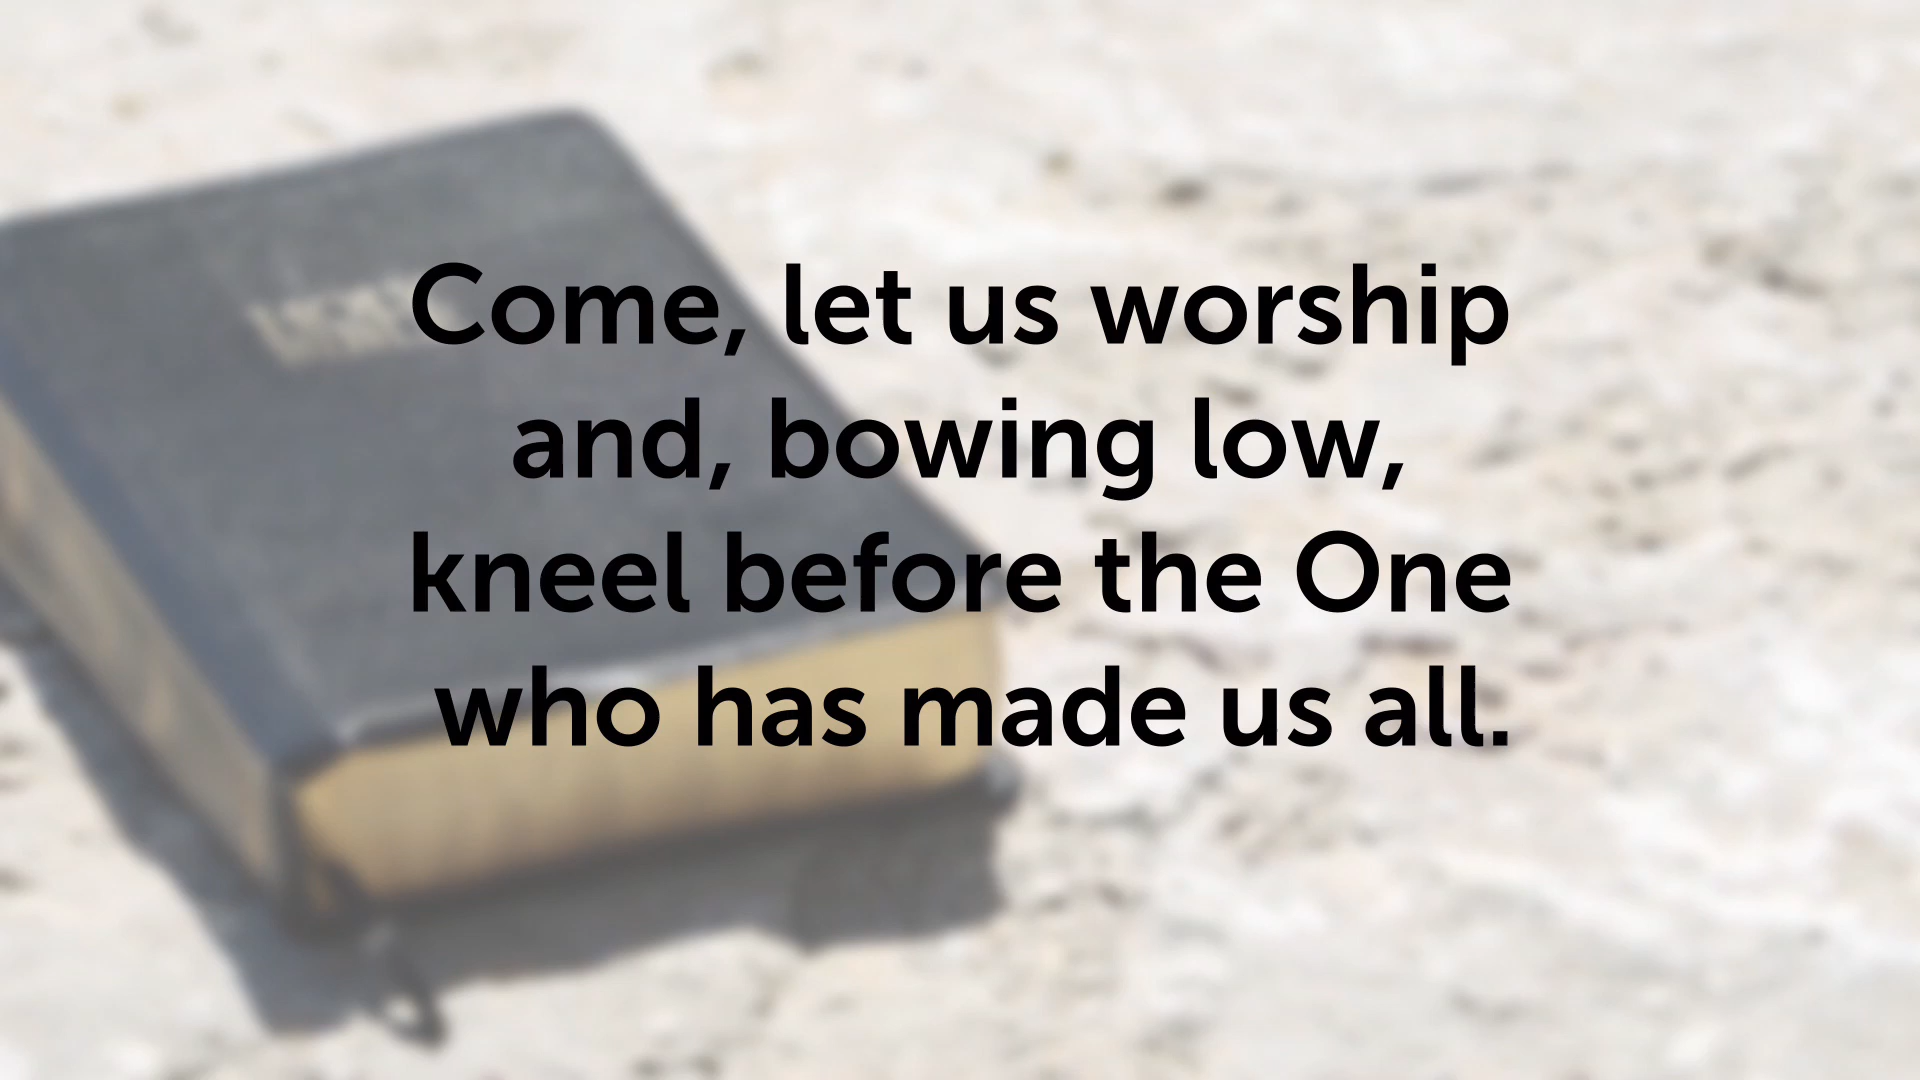 Come, let us worship
and, bowing low,
kneel before the One
who has made us all.